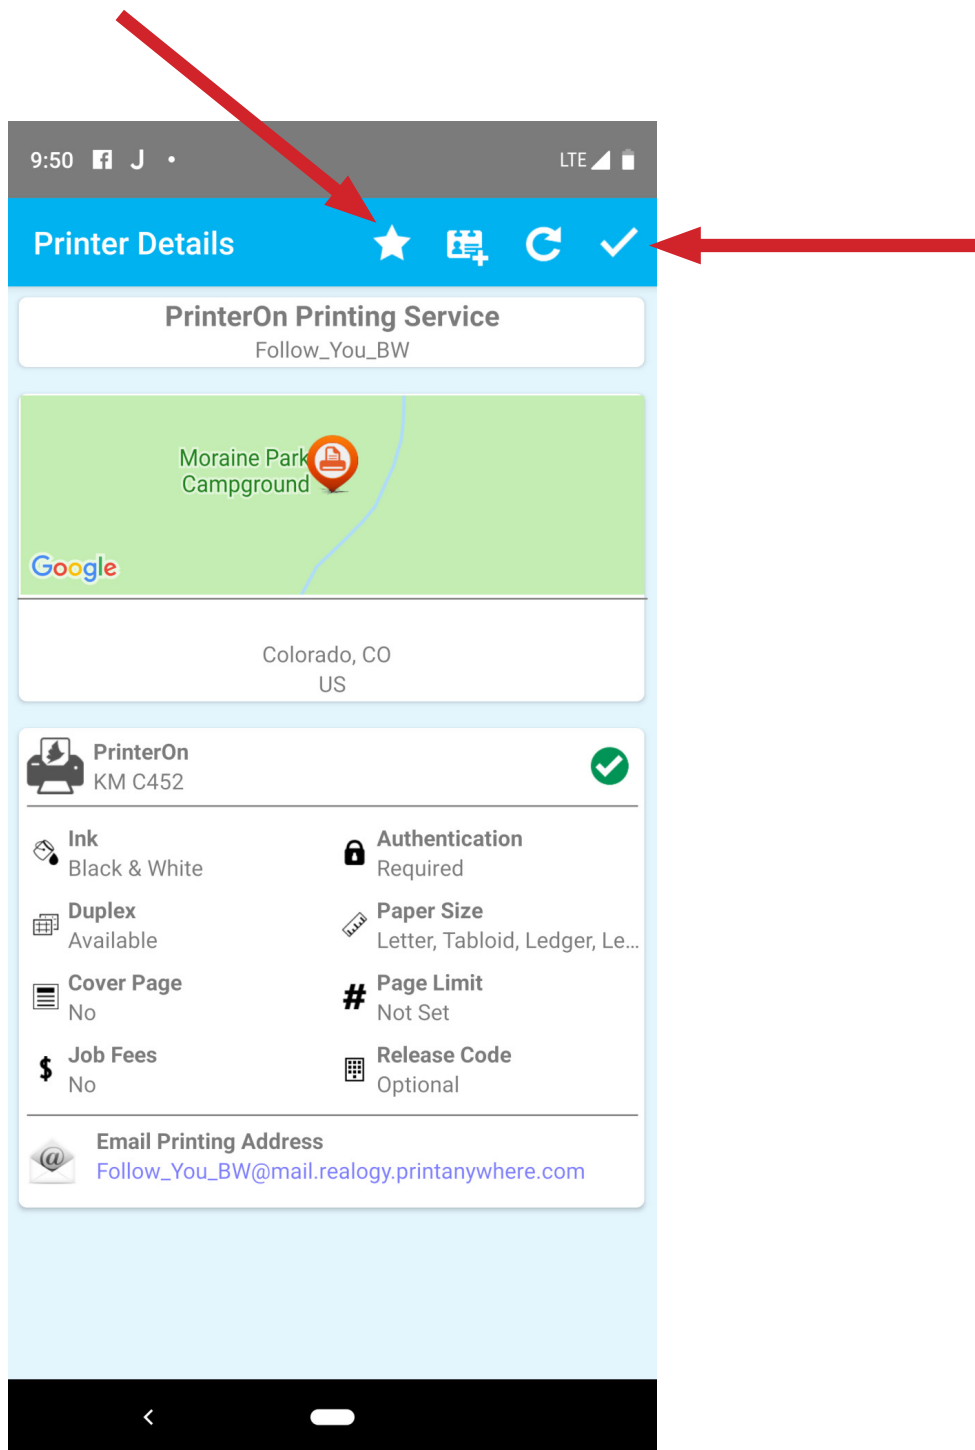 9:50 J • LTE
Printer Details
PrinterOn Printing Service
Follow_You_BW
Moraine Park
Campground
Google
Colorado, CO
US
PrinterOn
KM C452
Ink
Black & White
Authentication
Required
Duplex
Available
Paper Size
Letter, Tabloid, Ledger, Le...
Cover Page
No
Page Limit
Not Set
Job Fees
No
Release Code
Optional
Email Printing Address
Follow_You_BW@mail.realogy.printanywhere.com